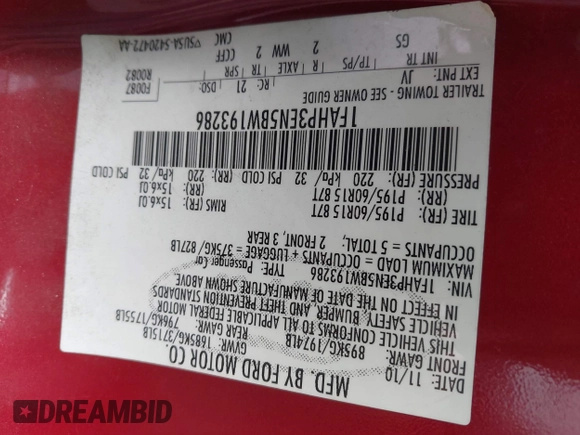 MFD. BY FORD MOTOR CO.
DATE: 11/10
GVWR: 1685KG/3715LB
FRONT GAWR: 895KG/1974LB
REAR GAWR: 796KG/1755LB
THIS VEHICLE CONFORMS TO ALL APPLICABLE FEDERAL MOTOR
VEHICLE SAFETY, BUMPER, AND THEFT PREVENTION STANDARDS
IN EFFECT ON THE DATE OF MANUFACTURE SHOWN ABOVE.
VIN: 1FAHP3EN5BW193286
TYPE: Passenger Car
MAXIMUM LOAD = OCCUPANTS + LUGGAGE = 375KG/827LB
OCCUPANTS = 5 TOTAL, 2 FRONT, 3 REAR
TIRE (FR) P195/60R15 87T RIMS (FR) 15x6.0J
(RR) P195/60R15 87T (RR) 15x6.0J
PRESSURE (FR) 220 kPa/ 32 PSI COLD (RR) 220 kPa/ 32 PSI COLD
1FAHP3EN5BW193286
TRAILER TOWING - SEE OWNER GUIDE
F0087
R0082
EXT PNT: JV
RC: 21
DSO:
INT TR TP/PS R AXLE TR SPR
GS 2 WW 2 CCFF
CMC
▽5USA-5420472-AA
DREAMBID